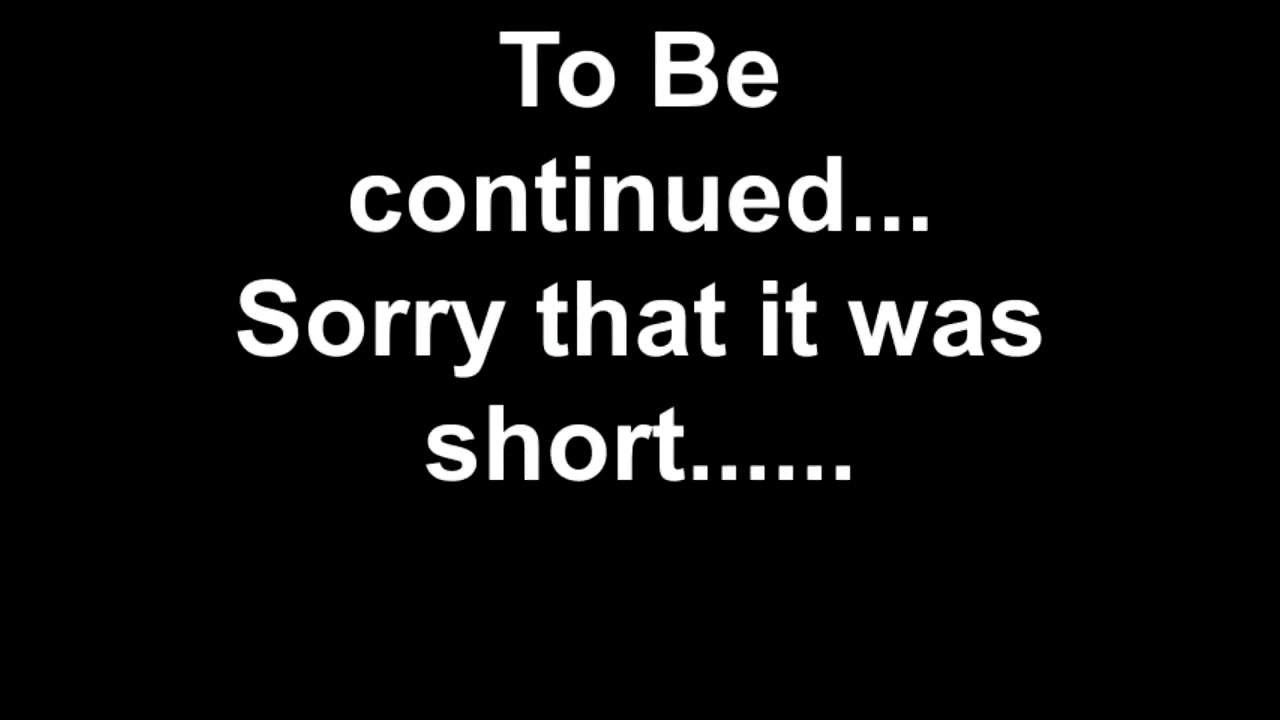 To Be
continued...
Sorry that it was
short......